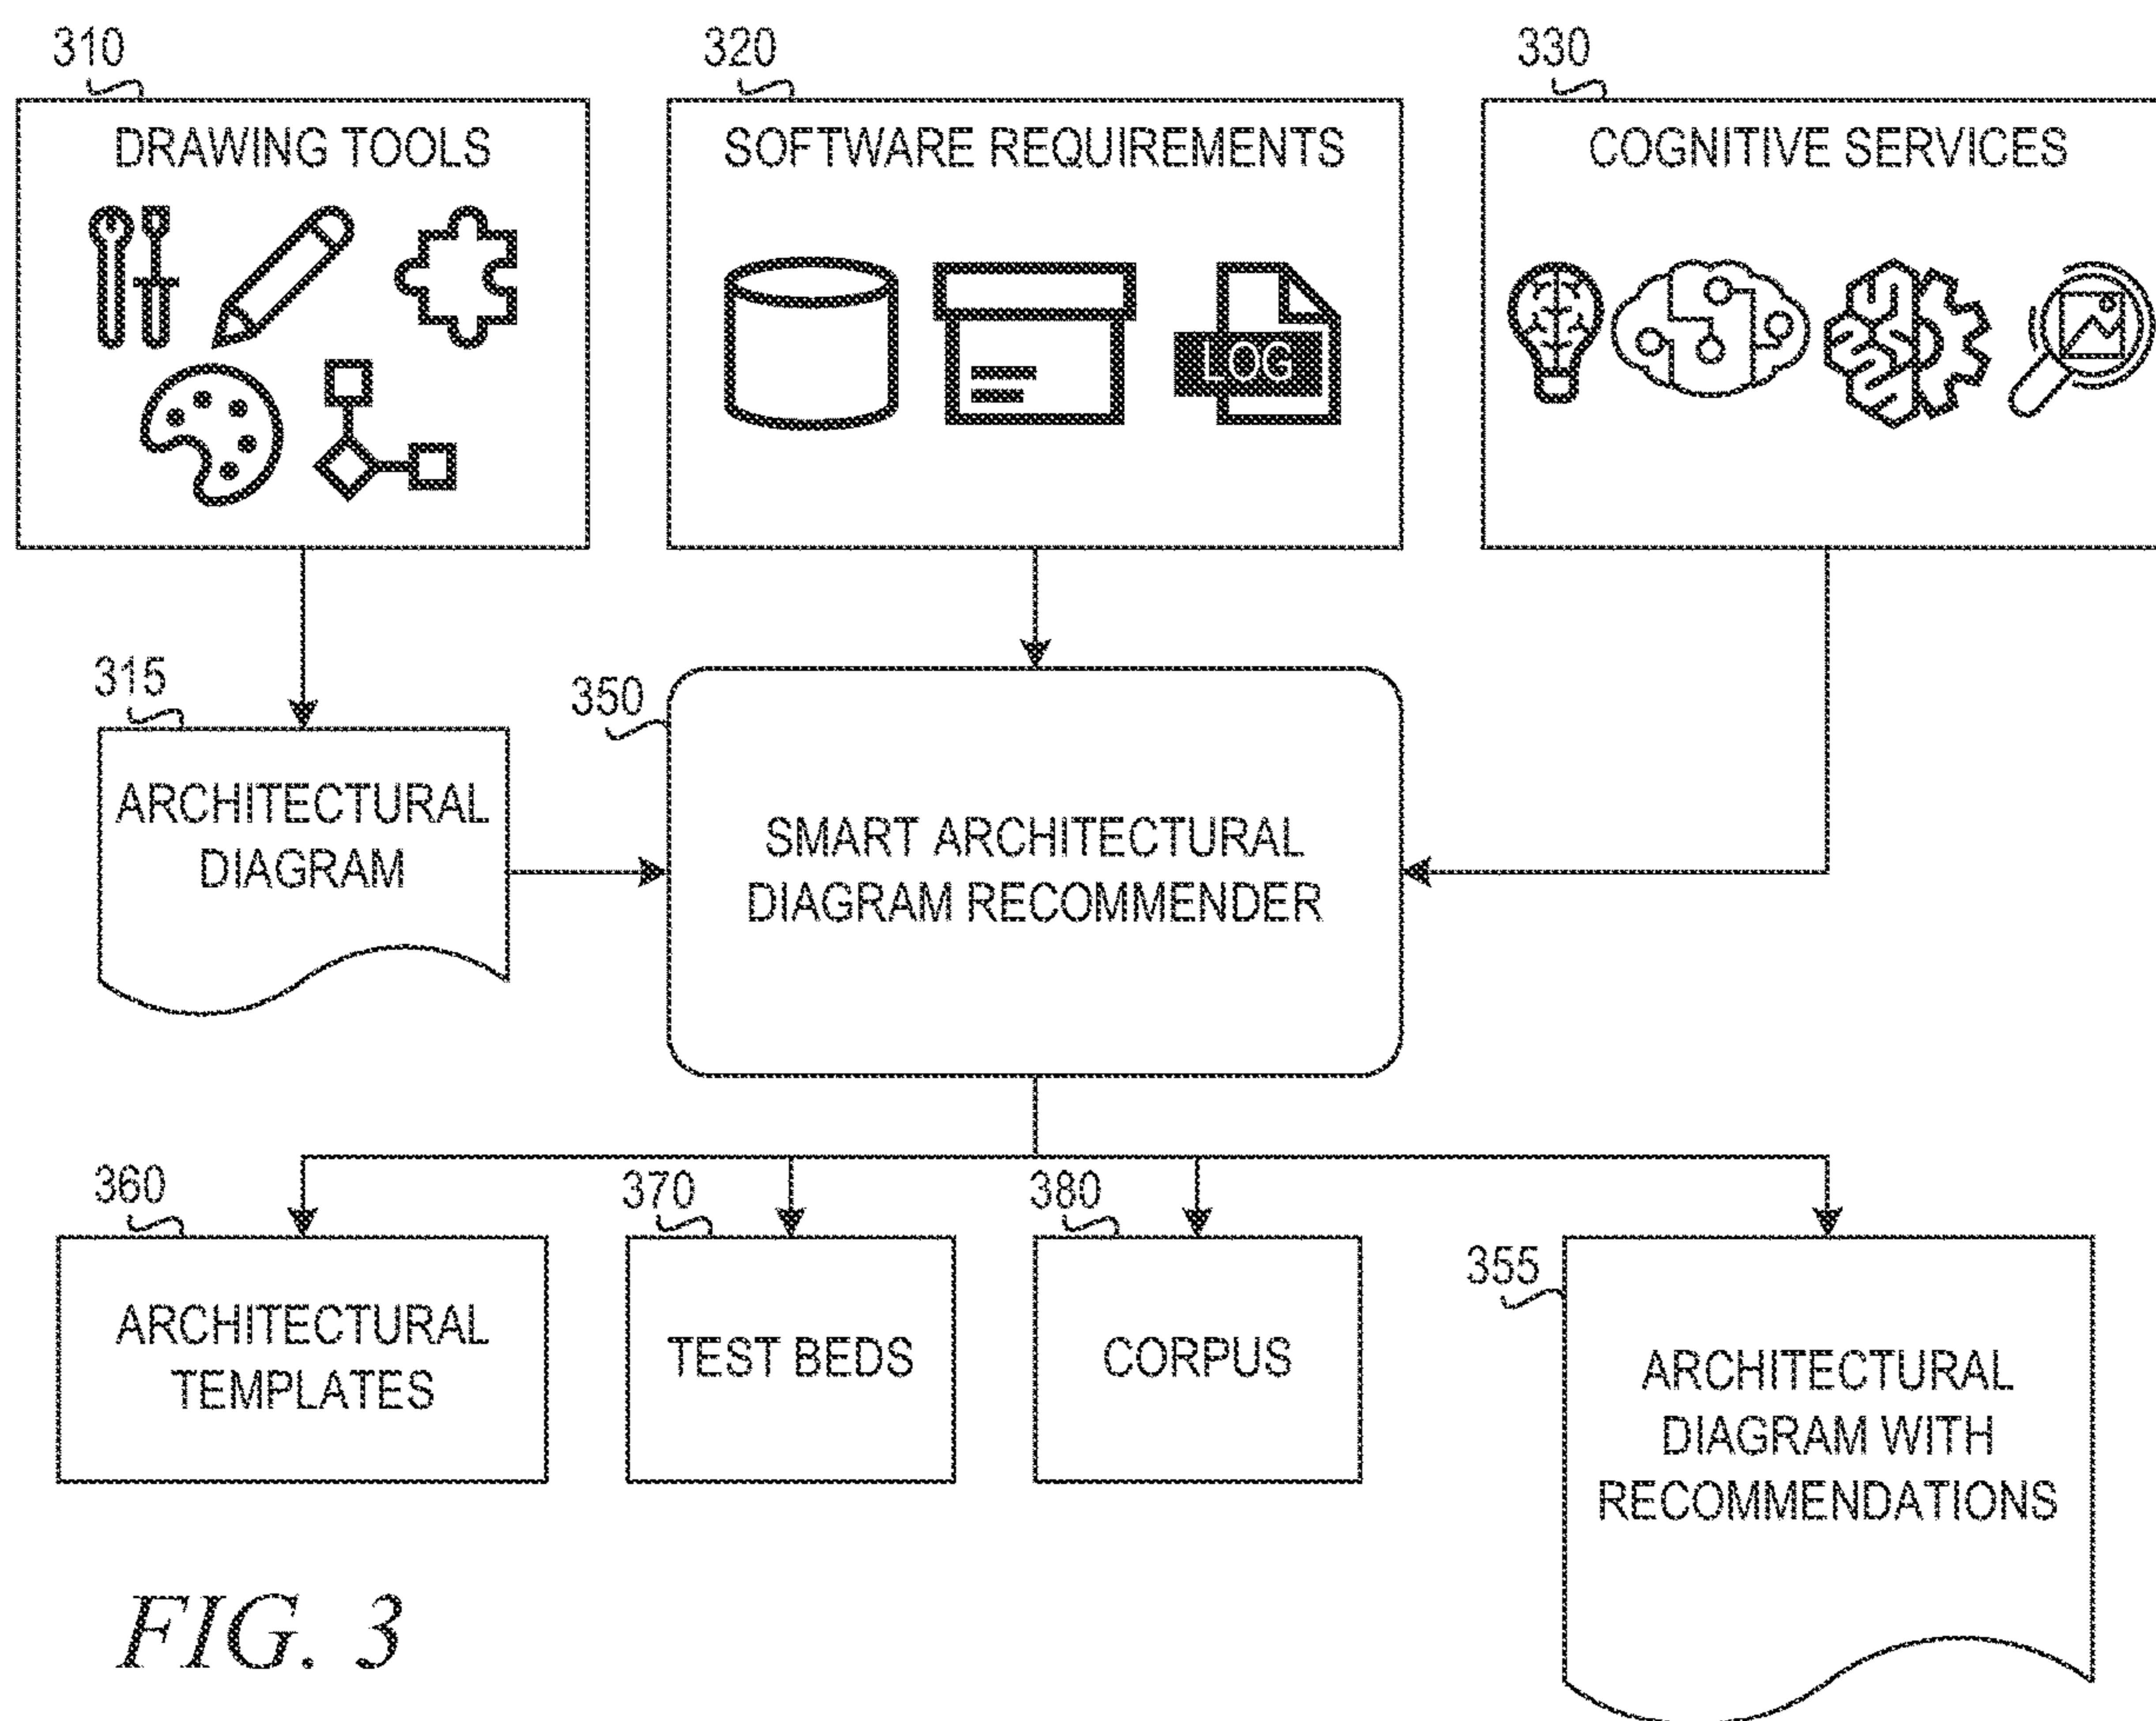 310
320
330
DRAWING TOOLS
SOFTWARE REQUIREMENTS
COGNITIVE SERVICES
LOG
315
350
ARCHITECTURAL
DIAGRAM
SMART ARCHITECTURAL
DIAGRAM RECOMMENDER
360
370
380
355
ARCHITECTURAL
TEMPLATES
TEST BEDS
CORPUS
ARCHITECTURAL
DIAGRAM WITH
RECOMMENDATIONS
FIG. 3